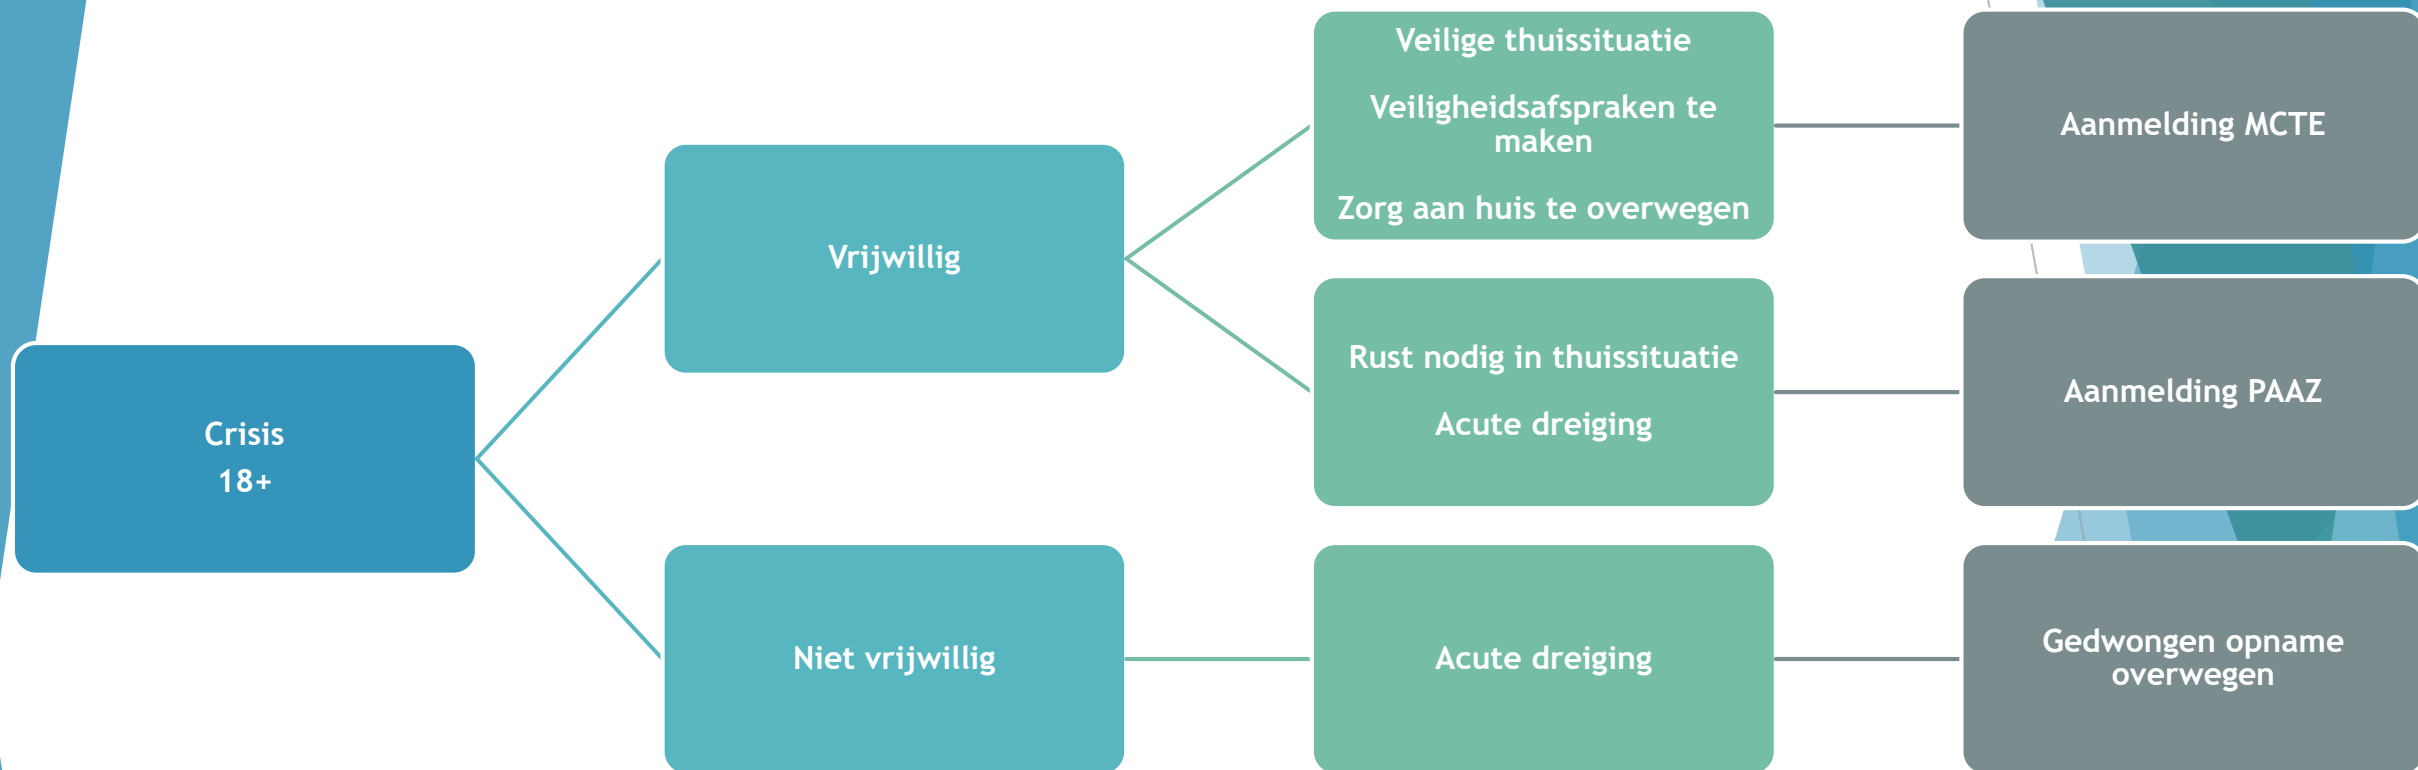 Crisis
18+
Vrijwillig
Niet vrijwillig
Veilige thuissituatie
Veiligheidsafspraken te
maken
Zorg aan huis te overwegen
Rust nodig in thuissituatie
Acute dreiging
Acute dreiging
Aanmelding MCTE
Aanmelding PAAZ
Gedwongen opname
overwegen